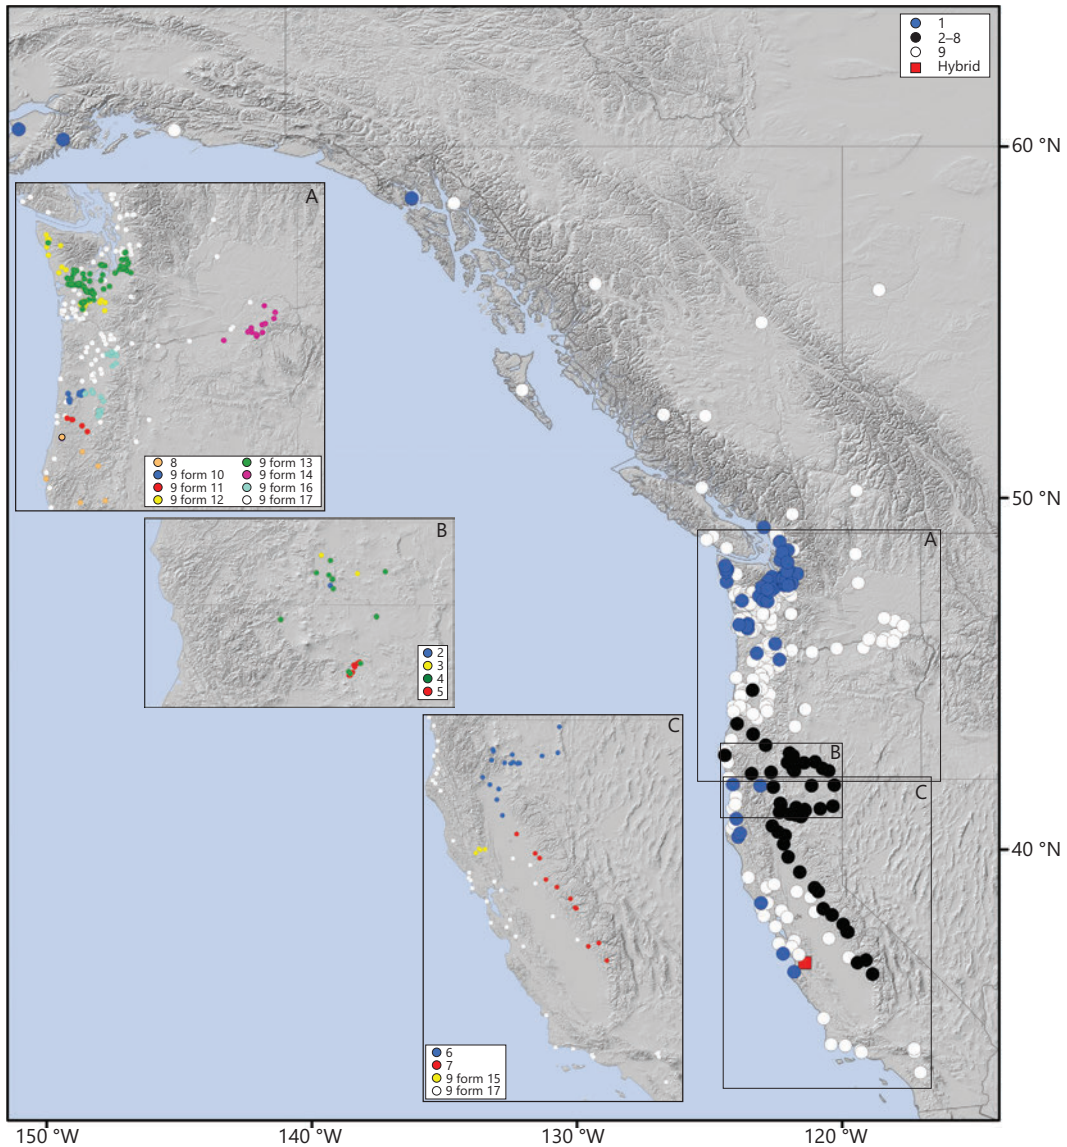 1
2–8
9
Hybrid
60 °N
A
8
9 form 10
9 form 11
9 form 12
9 form 13
9 form 14
9 form 16
9 form 17
50 °N
B
2
3
4
5
A
B
C
C
40 °N
6
7
9 form 15
9 form 17
150 °W
140 °W
130 °W
120 °W